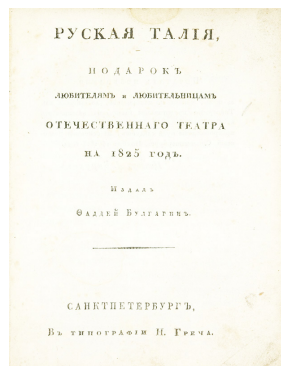 РУСКАЯ ТАЛІЯ,
ПОДАРОКЪ
ЛЮБИТЕЛЯМЪ и ЛЮБИТЕЛЬНИЦАМЪ
ОТЕЧЕСТВЕННАГО ТЕАТРА
НА 1825 ГОДЪ.
Издалъ
Ѳаддей Булгаринъ.
САНКТПЕТЕРБУРГЪ,
Въ типографіи Н. Греча.